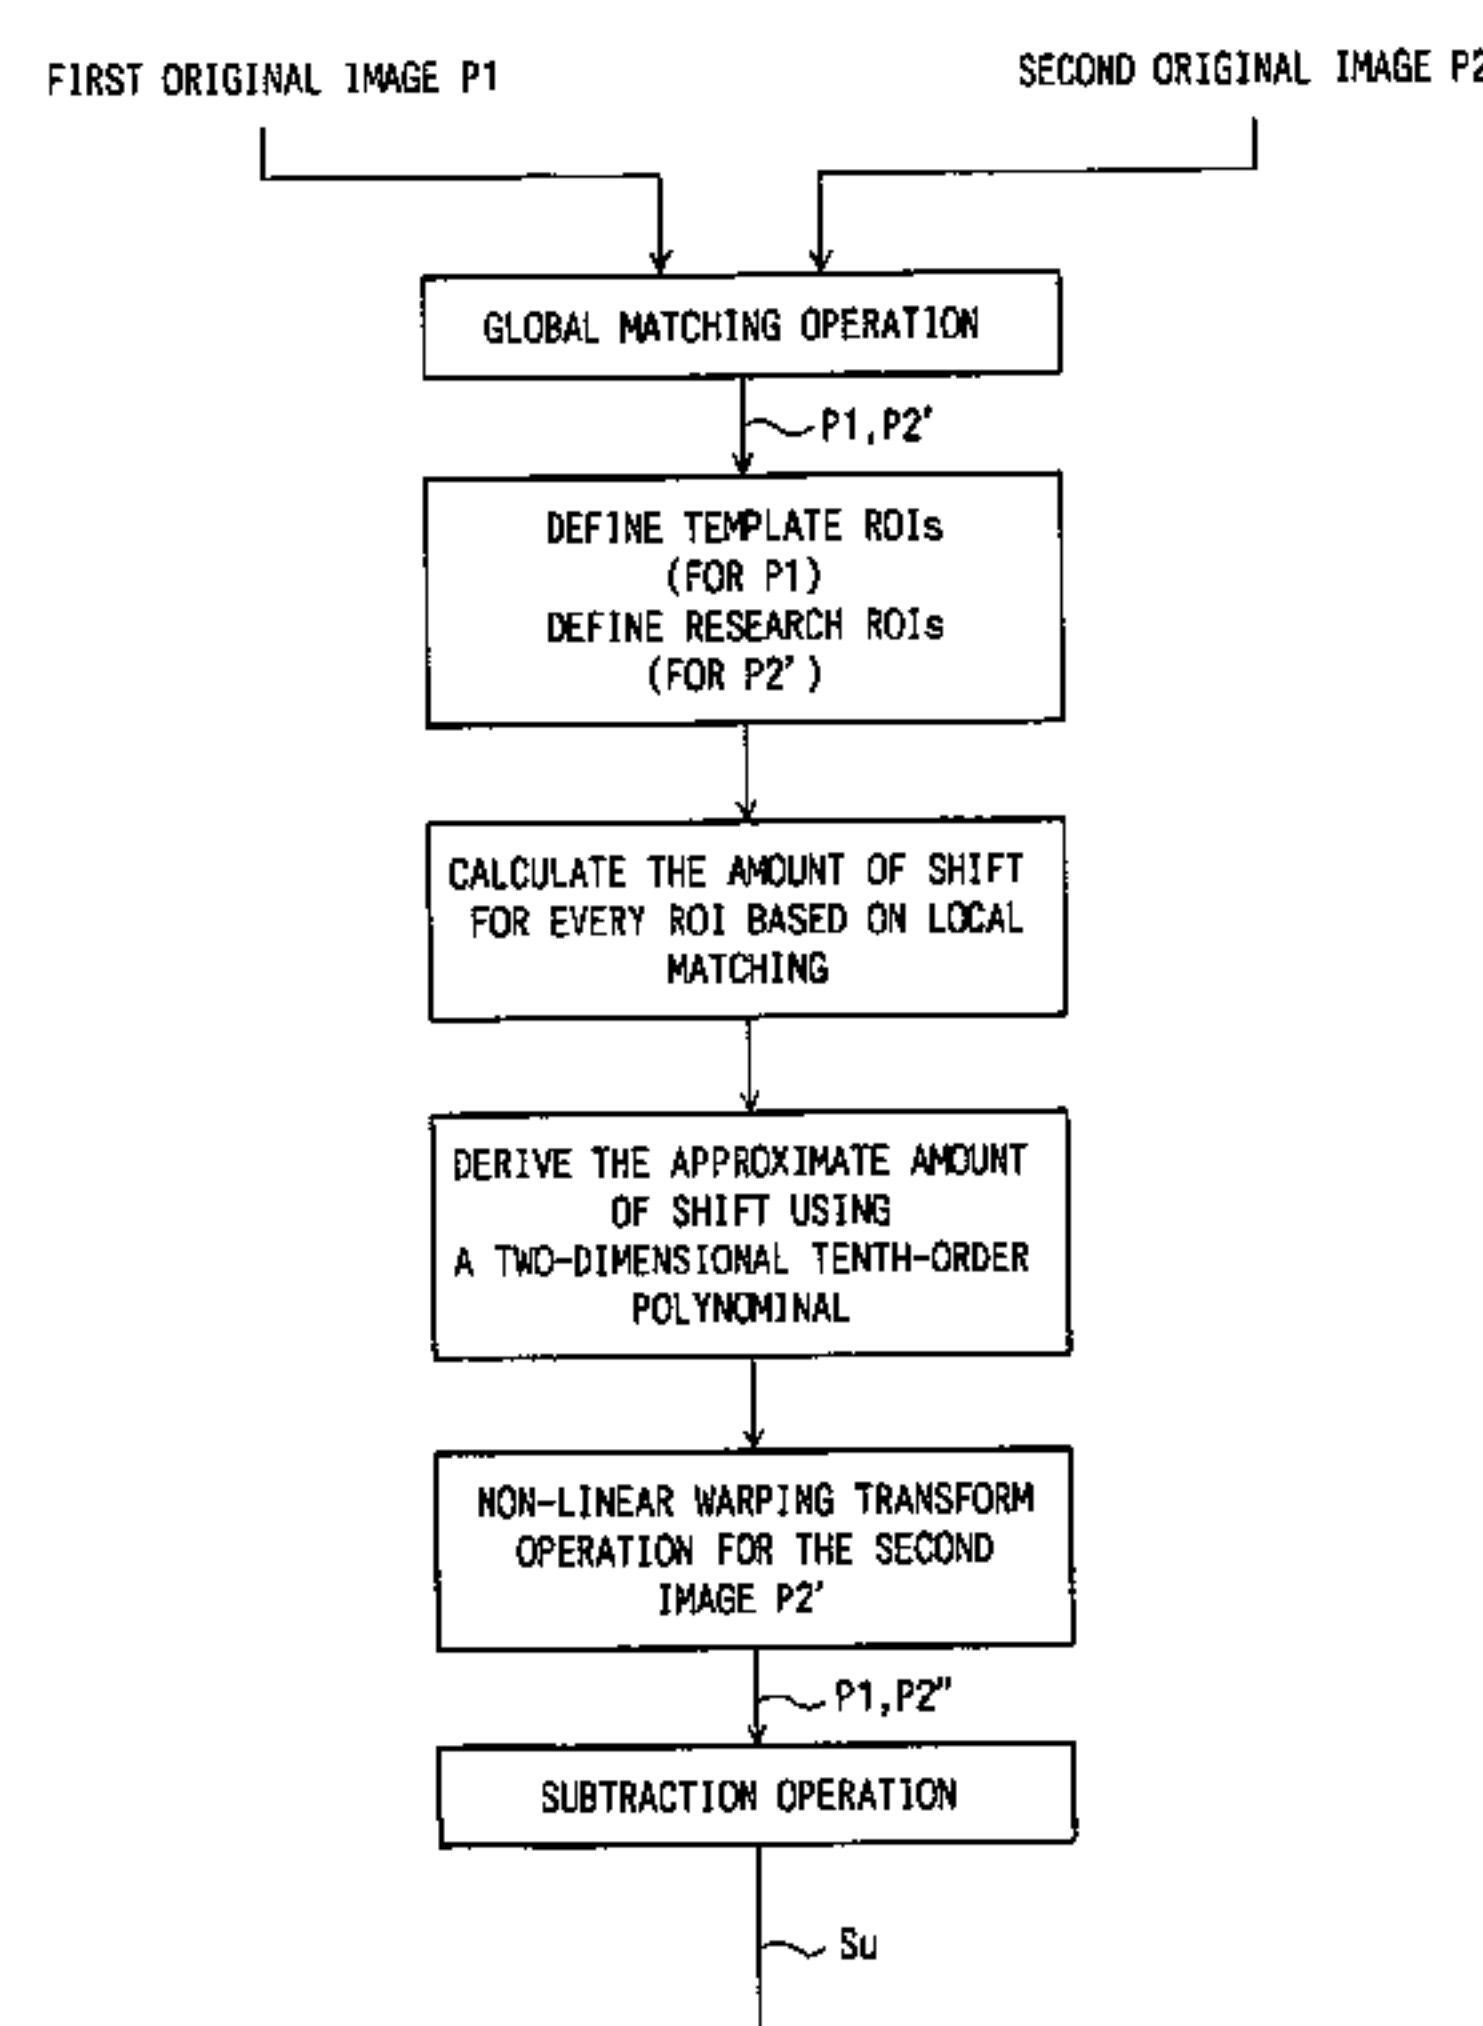 FIRST ORIGINAL IMAGE P1
SECOND ORIGINAL IMAGE P2
GLOBAL MATCHING OPERATION
P1,P2'
DEFINE TEMPLATE ROIs
(FOR P1)
DEFINE RESEARCH ROIs
(FOR P2')
CALCULATE THE AMOUNT OF SHIFT
FOR EVERY ROI BASED ON LOCAL
MATCHING
DERIVE THE APPROXIMATE AMOUNT
OF SHIFT USING
A TWO-DIMENSIONAL TENTH-ORDER
POLYNOMINAL
NON-LINEAR WARPING TRANSFORM
OPERATION FOR THE SECOND
IMAGE P2'
P1,P2"
SUBTRACTION OPERATION
Su